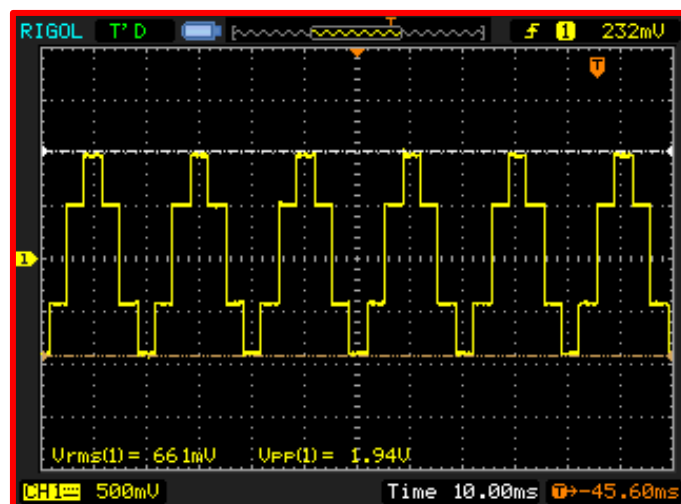 RIGOL T'D T f 1 232mV
T
1
Vrms(1)= 661mV Vpp(1)= 1.94V
CH1 500mV Time 10.00ms T→-45.60ms